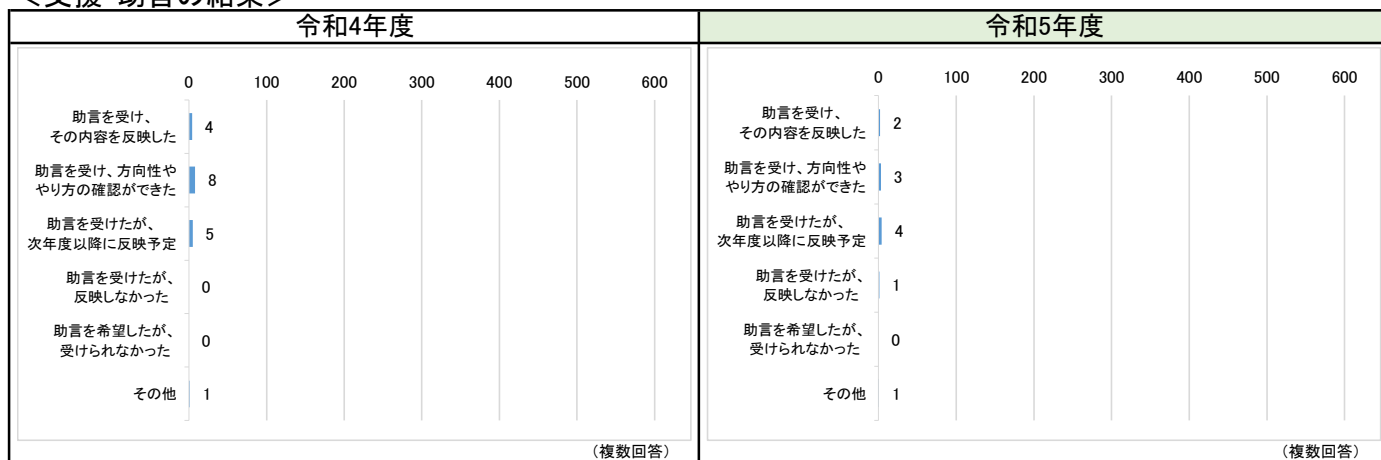 ＜支援・助言の結果＞
令和4年度
0 100 200 300 400 500 600
助言を受け、
その内容を反映した 4
助言を受け、方向性や
やり方の確認ができた 8
助言を受けたが、
次年度以降に反映予定 5
助言を受けたが、
反映しなかった 0
助言を希望したが、
受けられなかった 0
その他 1
（複数回答）
令和5年度
0 100 200 300 400 500 600
助言を受け、
その内容を反映した 2
助言を受け、方向性や
やり方の確認ができた 3
助言を受けたが、
次年度以降に反映予定 4
助言を受けたが、
反映しなかった 1
助言を希望したが、
受けられなかった 0
その他 1
（複数回答）